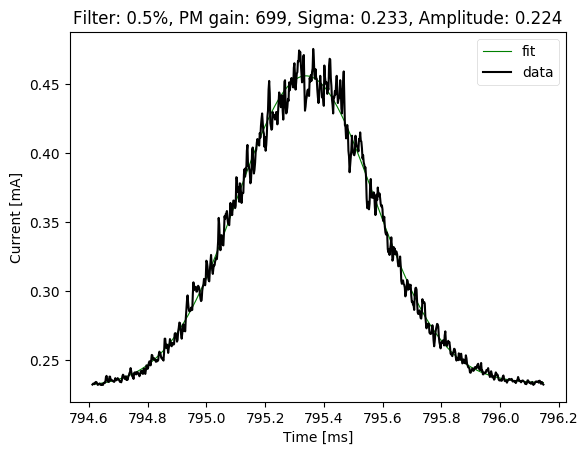 Filter: 0.5%, PM gain: 699, Sigma: 0.233, Amplitude: 0.224
fit
data
0.45
0.40
0.35
0.30
0.25
Current [mA]
794.6 794.8 795.0 795.2 795.4 795.6 795.8 796.0 796.2
Time [ms]